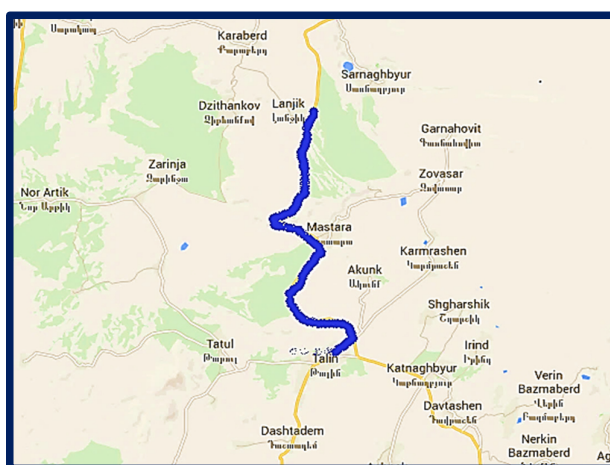 Karaberd
Քարաբերդ
Sarnaghbyur
Սառնաղբյուր
Dzithankov
Ձիթհանքով
Lanjik
Լանջիկ
Garnahovit
Գառնահովիտ
Zarinja
Զարինջա
Zovasar
Զովասար
Nor Artik
Նոր Արթիկ
Mastara
Karmrashen
Կարմրաշեն
Akunk
Ակունք
Shgharshik
Շղարշիկ
Tatul
Թաթուլ
Irind
Իրինդ
Talin
Թալին
Katnaghbyur
Կաթնաղբյուր
Verin
Bazmaberd
Վերին
Բազմաբերդ
Davtashen
Դավթաշեն
Dashtadem
Դաշտադեմ
Nerkin
Bazmaberd